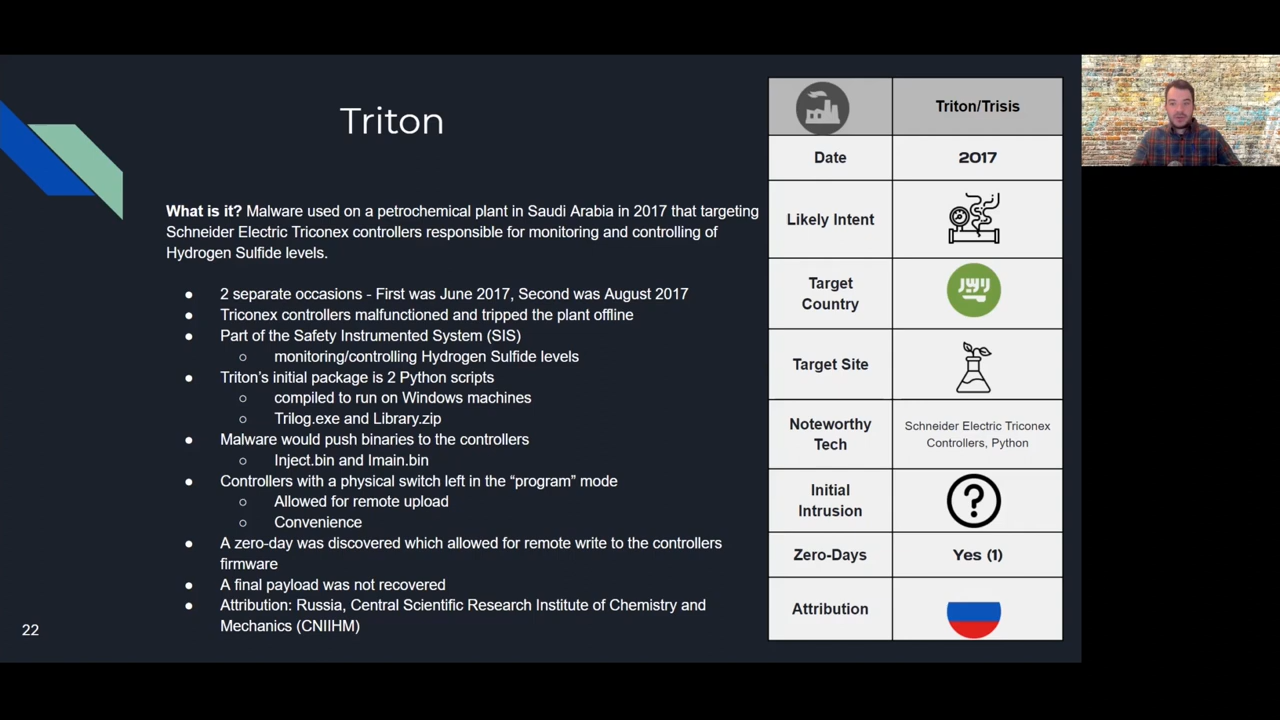 Triton
What is it? Malware used on a petrochemical plant in Saudi Arabia in 2017 that targeting
Schneider Electric Triconex controllers responsible for monitoring and controlling of
Hydrogen Sulfide levels.
● 2 separate occasions - First was June 2017, Second was August 2017
● Triconex controllers malfunctioned and tripped the plant offline
● Part of the Safety Instrumented System (SIS)
○ monitoring/controlling Hydrogen Sulfide levels
● Triton's initial package is 2 Python scripts
○ compiled to run on Windows machines
○ Trilog.exe and Library.zip
● Malware would push binaries to the controllers
○ Inject.bin and Imain.bin
● Controllers with a physical switch left in the “program” mode
○ Allowed for remote upload
○ Convenience
● A zero-day was discovered which allowed for remote write to the controllers
firmware
● A final payload was not recovered
● Attribution: Russia, Central Scientific Research Institute of Chemistry and
Mechanics (CNIIHM)
22
Triton/Trisis
Date
2017
Likely Intent
Target
Country
Target Site
Noteworthy
Tech
Schneider Electric Triconex
Controllers, Python
Initial
Intrusion
?
Zero-Days
Yes (1)
Attribution